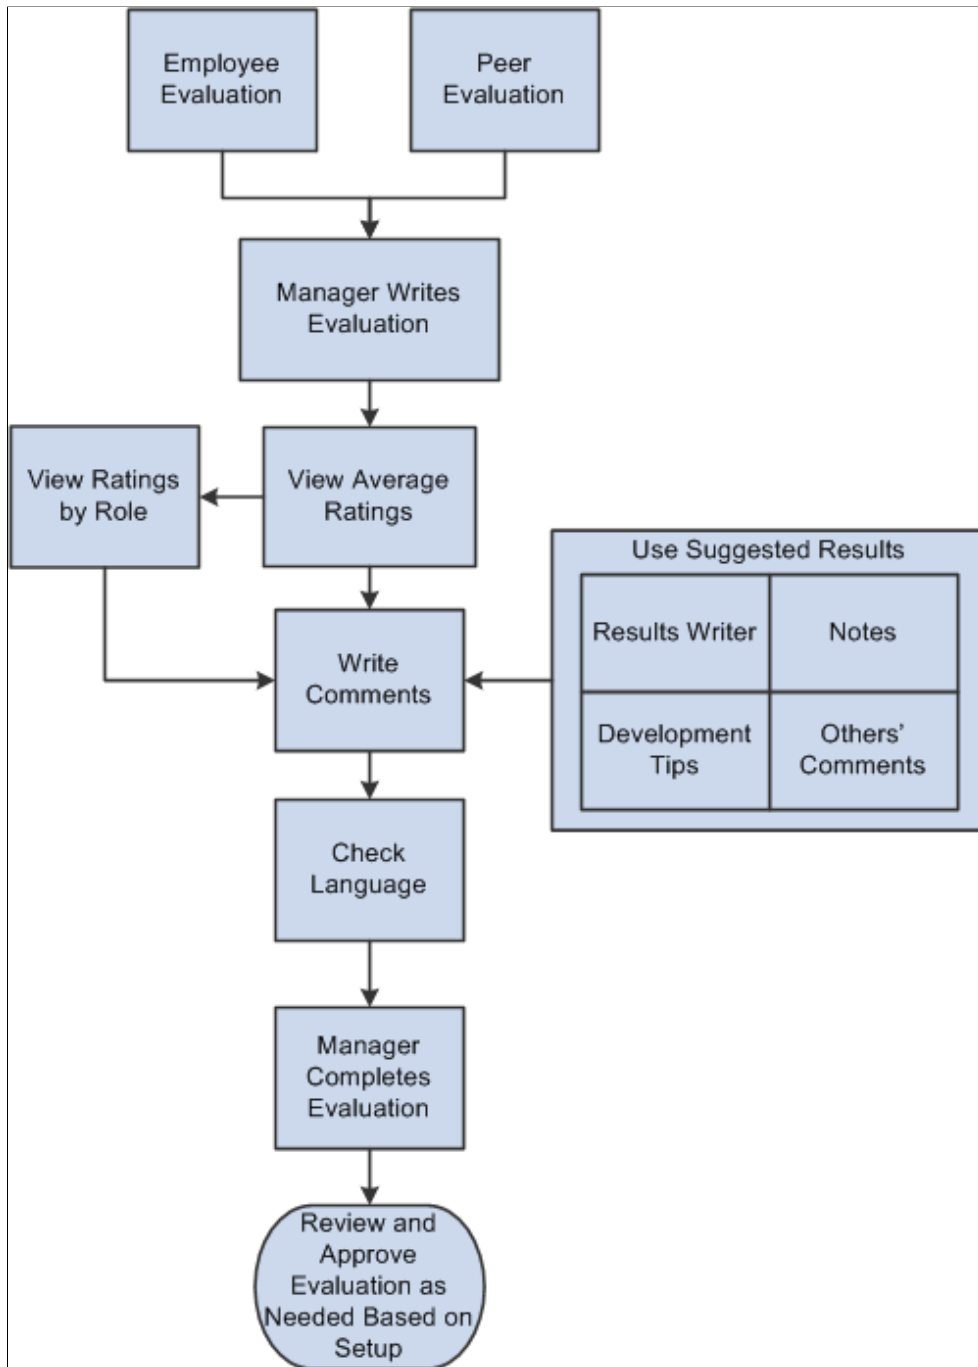 Employee
Evaluation
Peer
Evaluation
Manager Writes
Evaluation
View Ratings
by Role
View Average
Ratings
Use Suggested Results
Results Writer
Notes
Write
Comments
Development
Tips
Others’
Comments
Check
Language
Manager
Completes
Evaluation
Review and
Approve
Evaluation as
Needed Based on
Setup